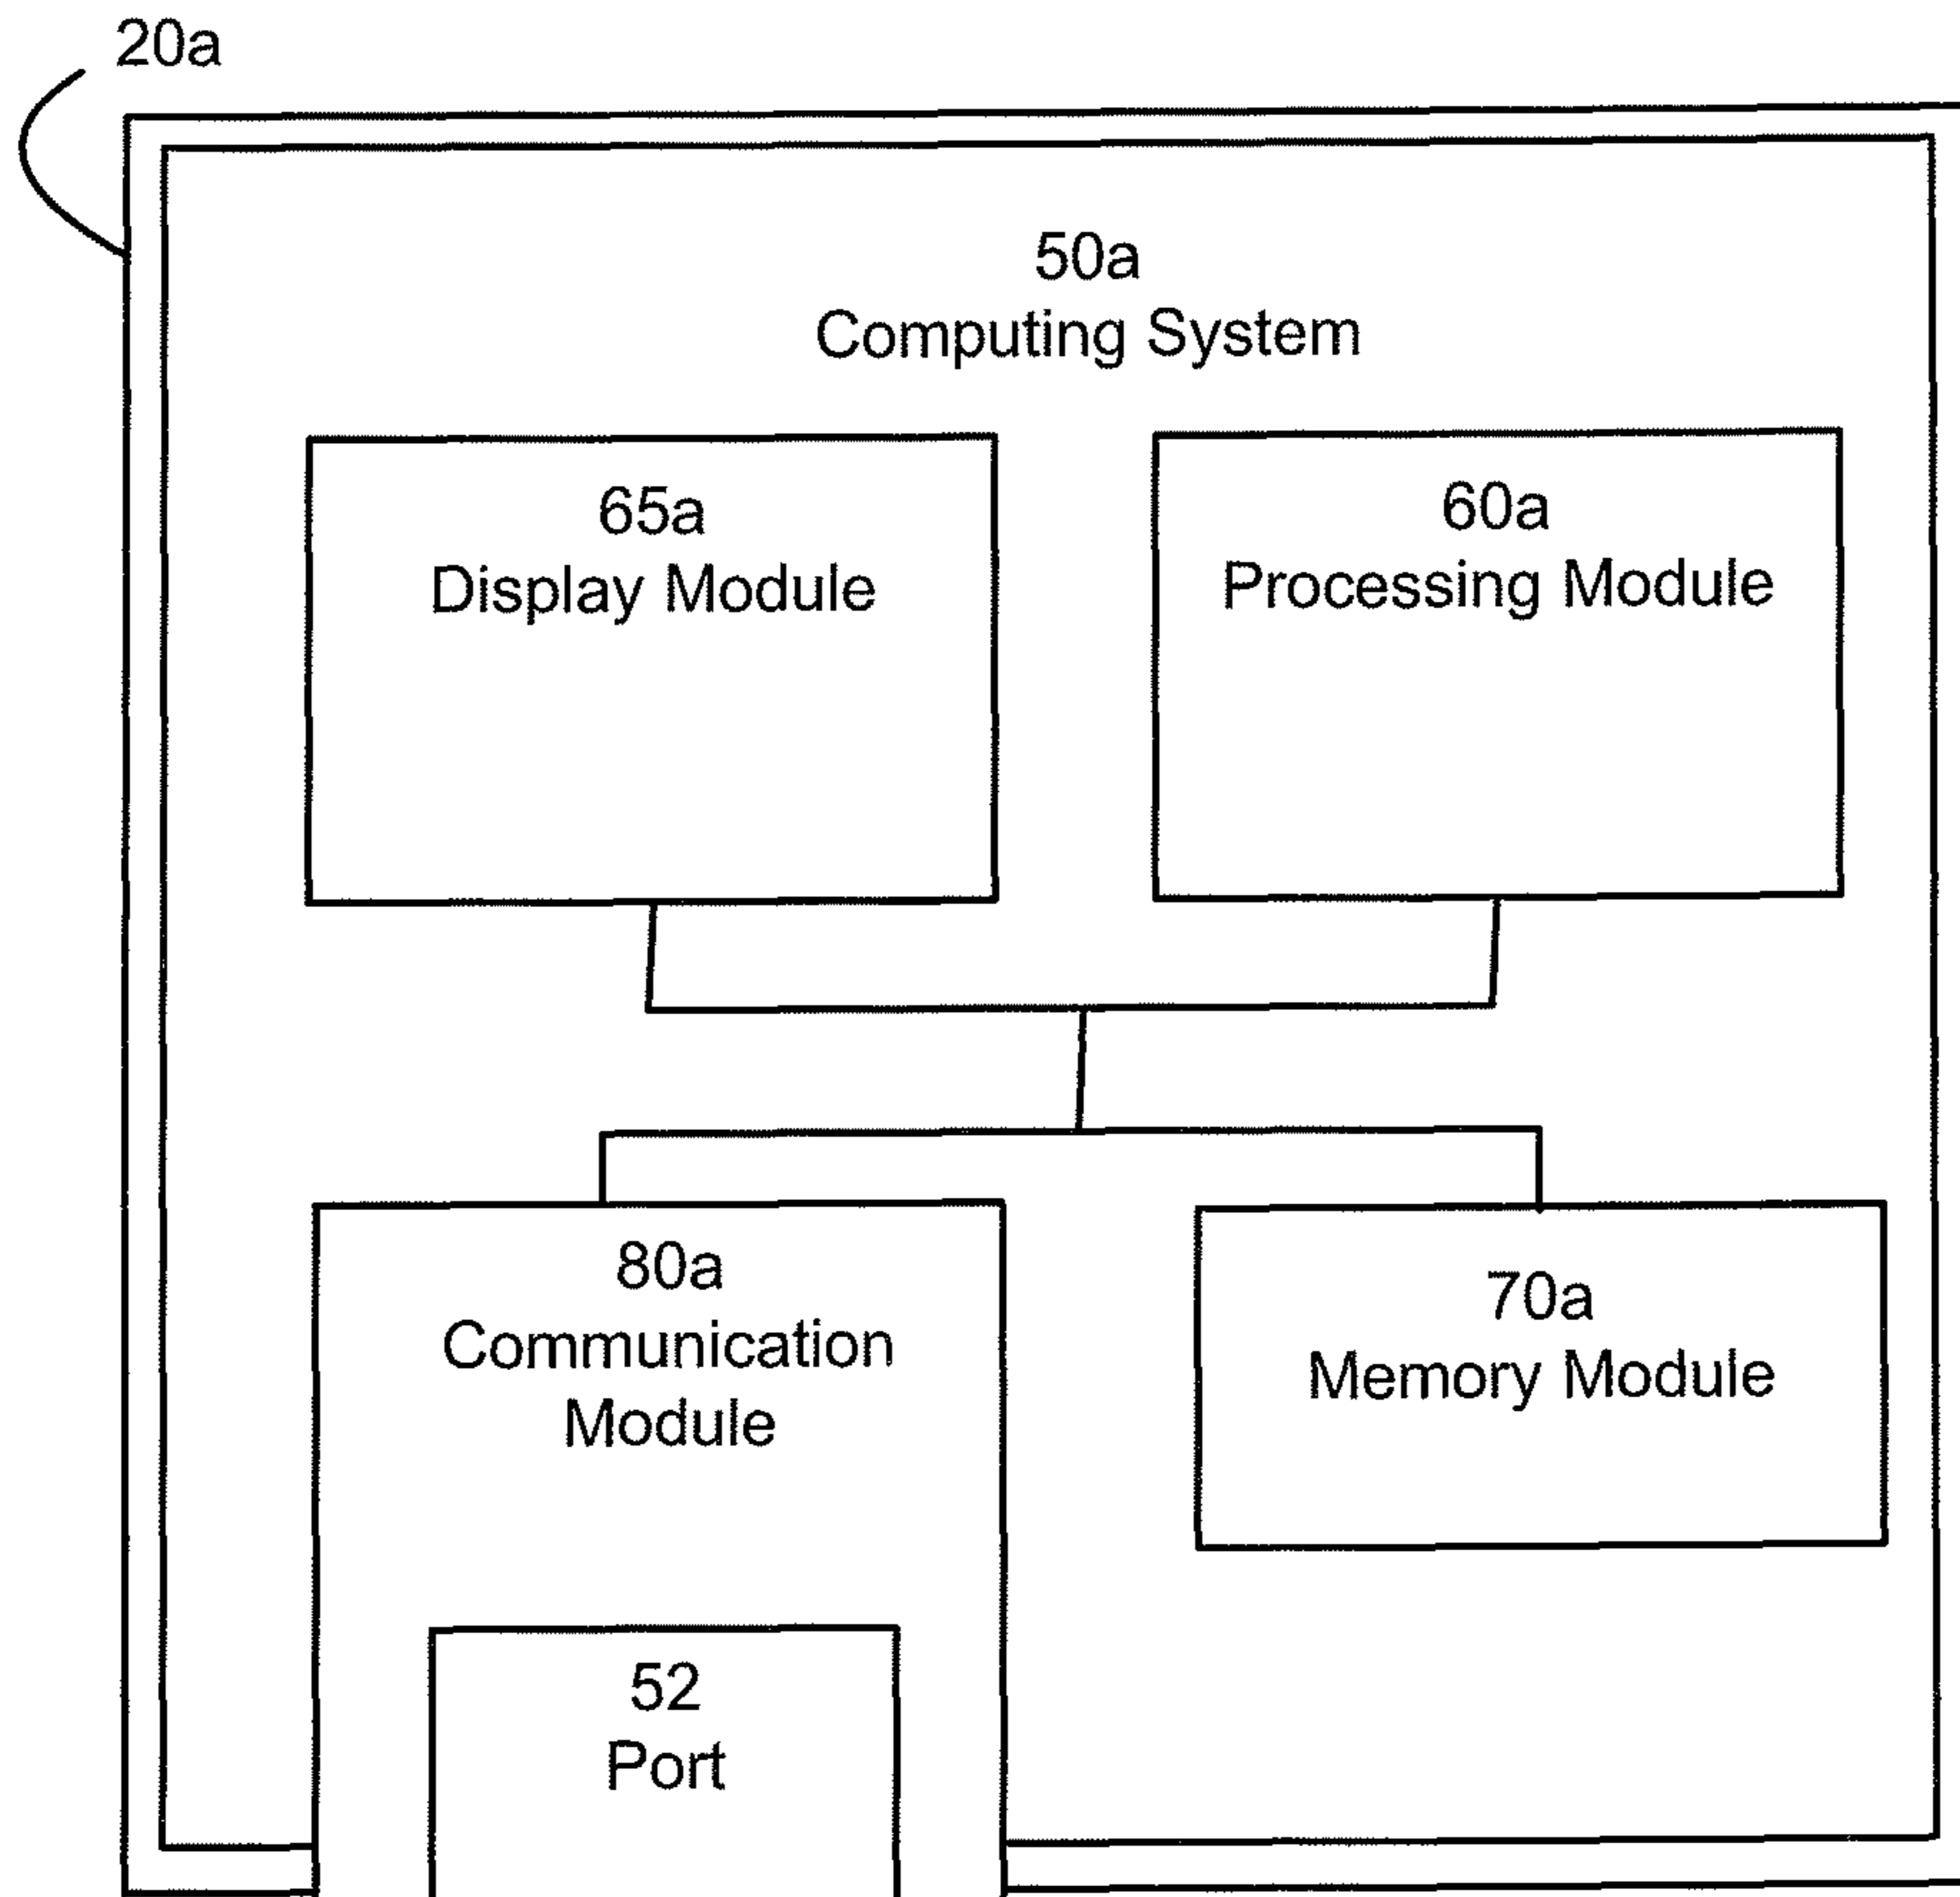 20a
50a
Computing System
65a
Display Module
60a
Processing Module
80a
Communication
Module
70a
Memory Module
52
Port